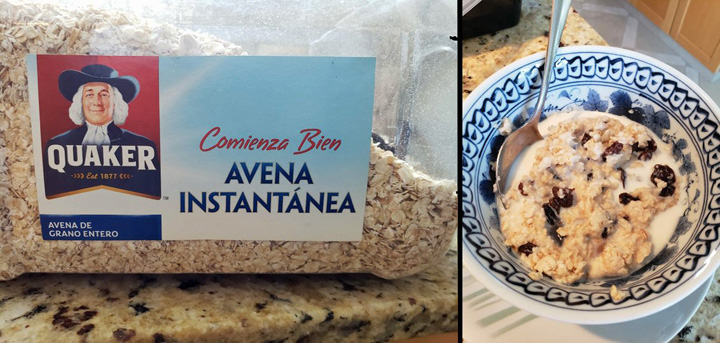 QUAKER
Est 1877
AVENA DE
GRANO ENTERO
Comienza Bien
AVENA
INSTANTÁNEA